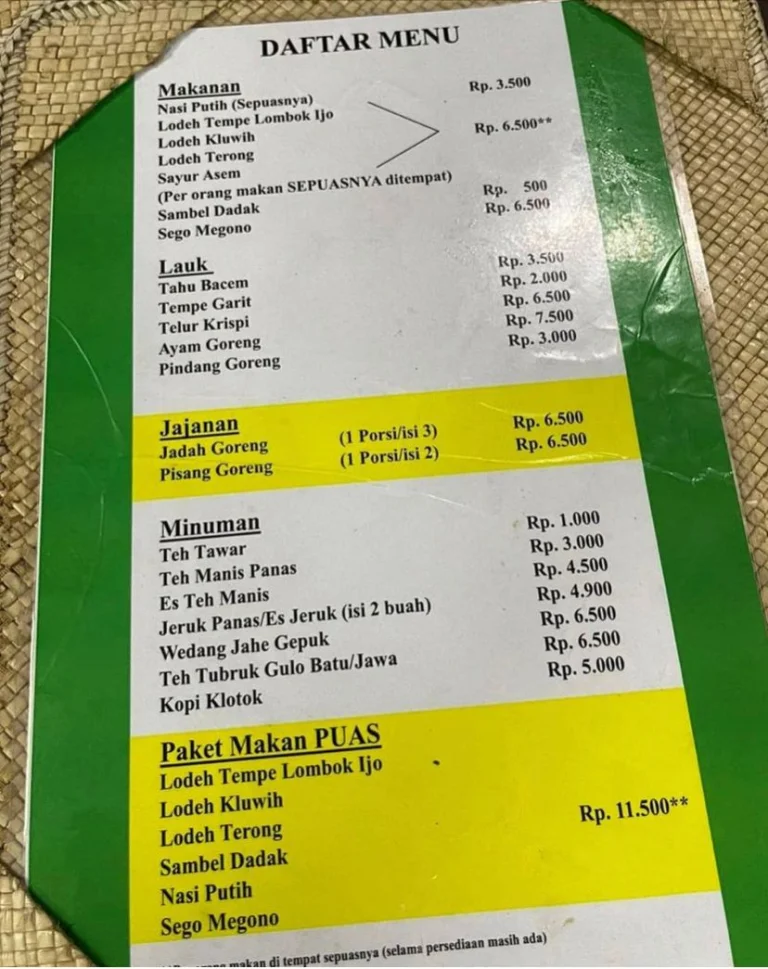 DAFTAR MENU
Makanan
Nasi Putih (Sepuasnya) Rp. 3.500
Lodeh Tempe Lombok Ijo
Lodeh Kluwih Rp. 6.500**
Lodeh Terong
Sayur Asem
(Per orang makan SEPUASNYA ditempat)
Sambel Dadak Rp. 500
Sego Megono Rp. 6.500
Lauk
Tahu Bacem Rp. 3.500
Tempe Garit Rp. 2.000
Telur Krispi Rp. 6.500
Ayam Goreng Rp. 7.500
Pindang Goreng Rp. 3.000
Jajanan
Jadah Goreng (1 Porsi/isi 3) Rp. 6.500
Pisang Goreng (1 Porsi/isi 2) Rp. 6.500
Minuman
Teh Tawar Rp. 1.000
Teh Manis Panas Rp. 3.000
Es Teh Manis Rp. 4.500
Jeruk Panas/Es Jeruk (isi 2 buah) Rp. 4.900
Wedang Jahe Gepuk Rp. 6.500
Teh Tubruk Gulo Batu/Jawa Rp. 6.500
Kopi Klotok Rp. 5.000
Paket Makan PUAS
Lodeh Tempe Lombok Ijo
Lodeh Kluwih
Lodeh Terong Rp. 11.500**
Sambel Dadak
Nasi Putih
Sego Megono
makan di tempat sepuasnya (selama persediaan masih ada)